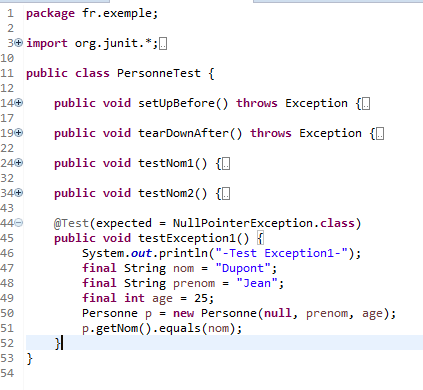 1 package fr.exemple;
2
3 import org.junit.*;
10
11 public class PersonneTest {
12
14 public void setUpBefore() throws Exception {
17
19 public void tearDownAfter() throws Exception {
22
24 public void testNom1() {
32
34 public void testNom2() {
43
44 @Test(expected = NullPointerException.class)
45 public void testException1() {
46 System.out.println("-Test Exception1-");
47 final String nom = "Dupont";
48 final String prenom = "Jean";
49 final int age = 25;
50 Personne p = new Personne(null, prenom, age);
51 p.getNom().equals(nom);
52 }
53 }
54